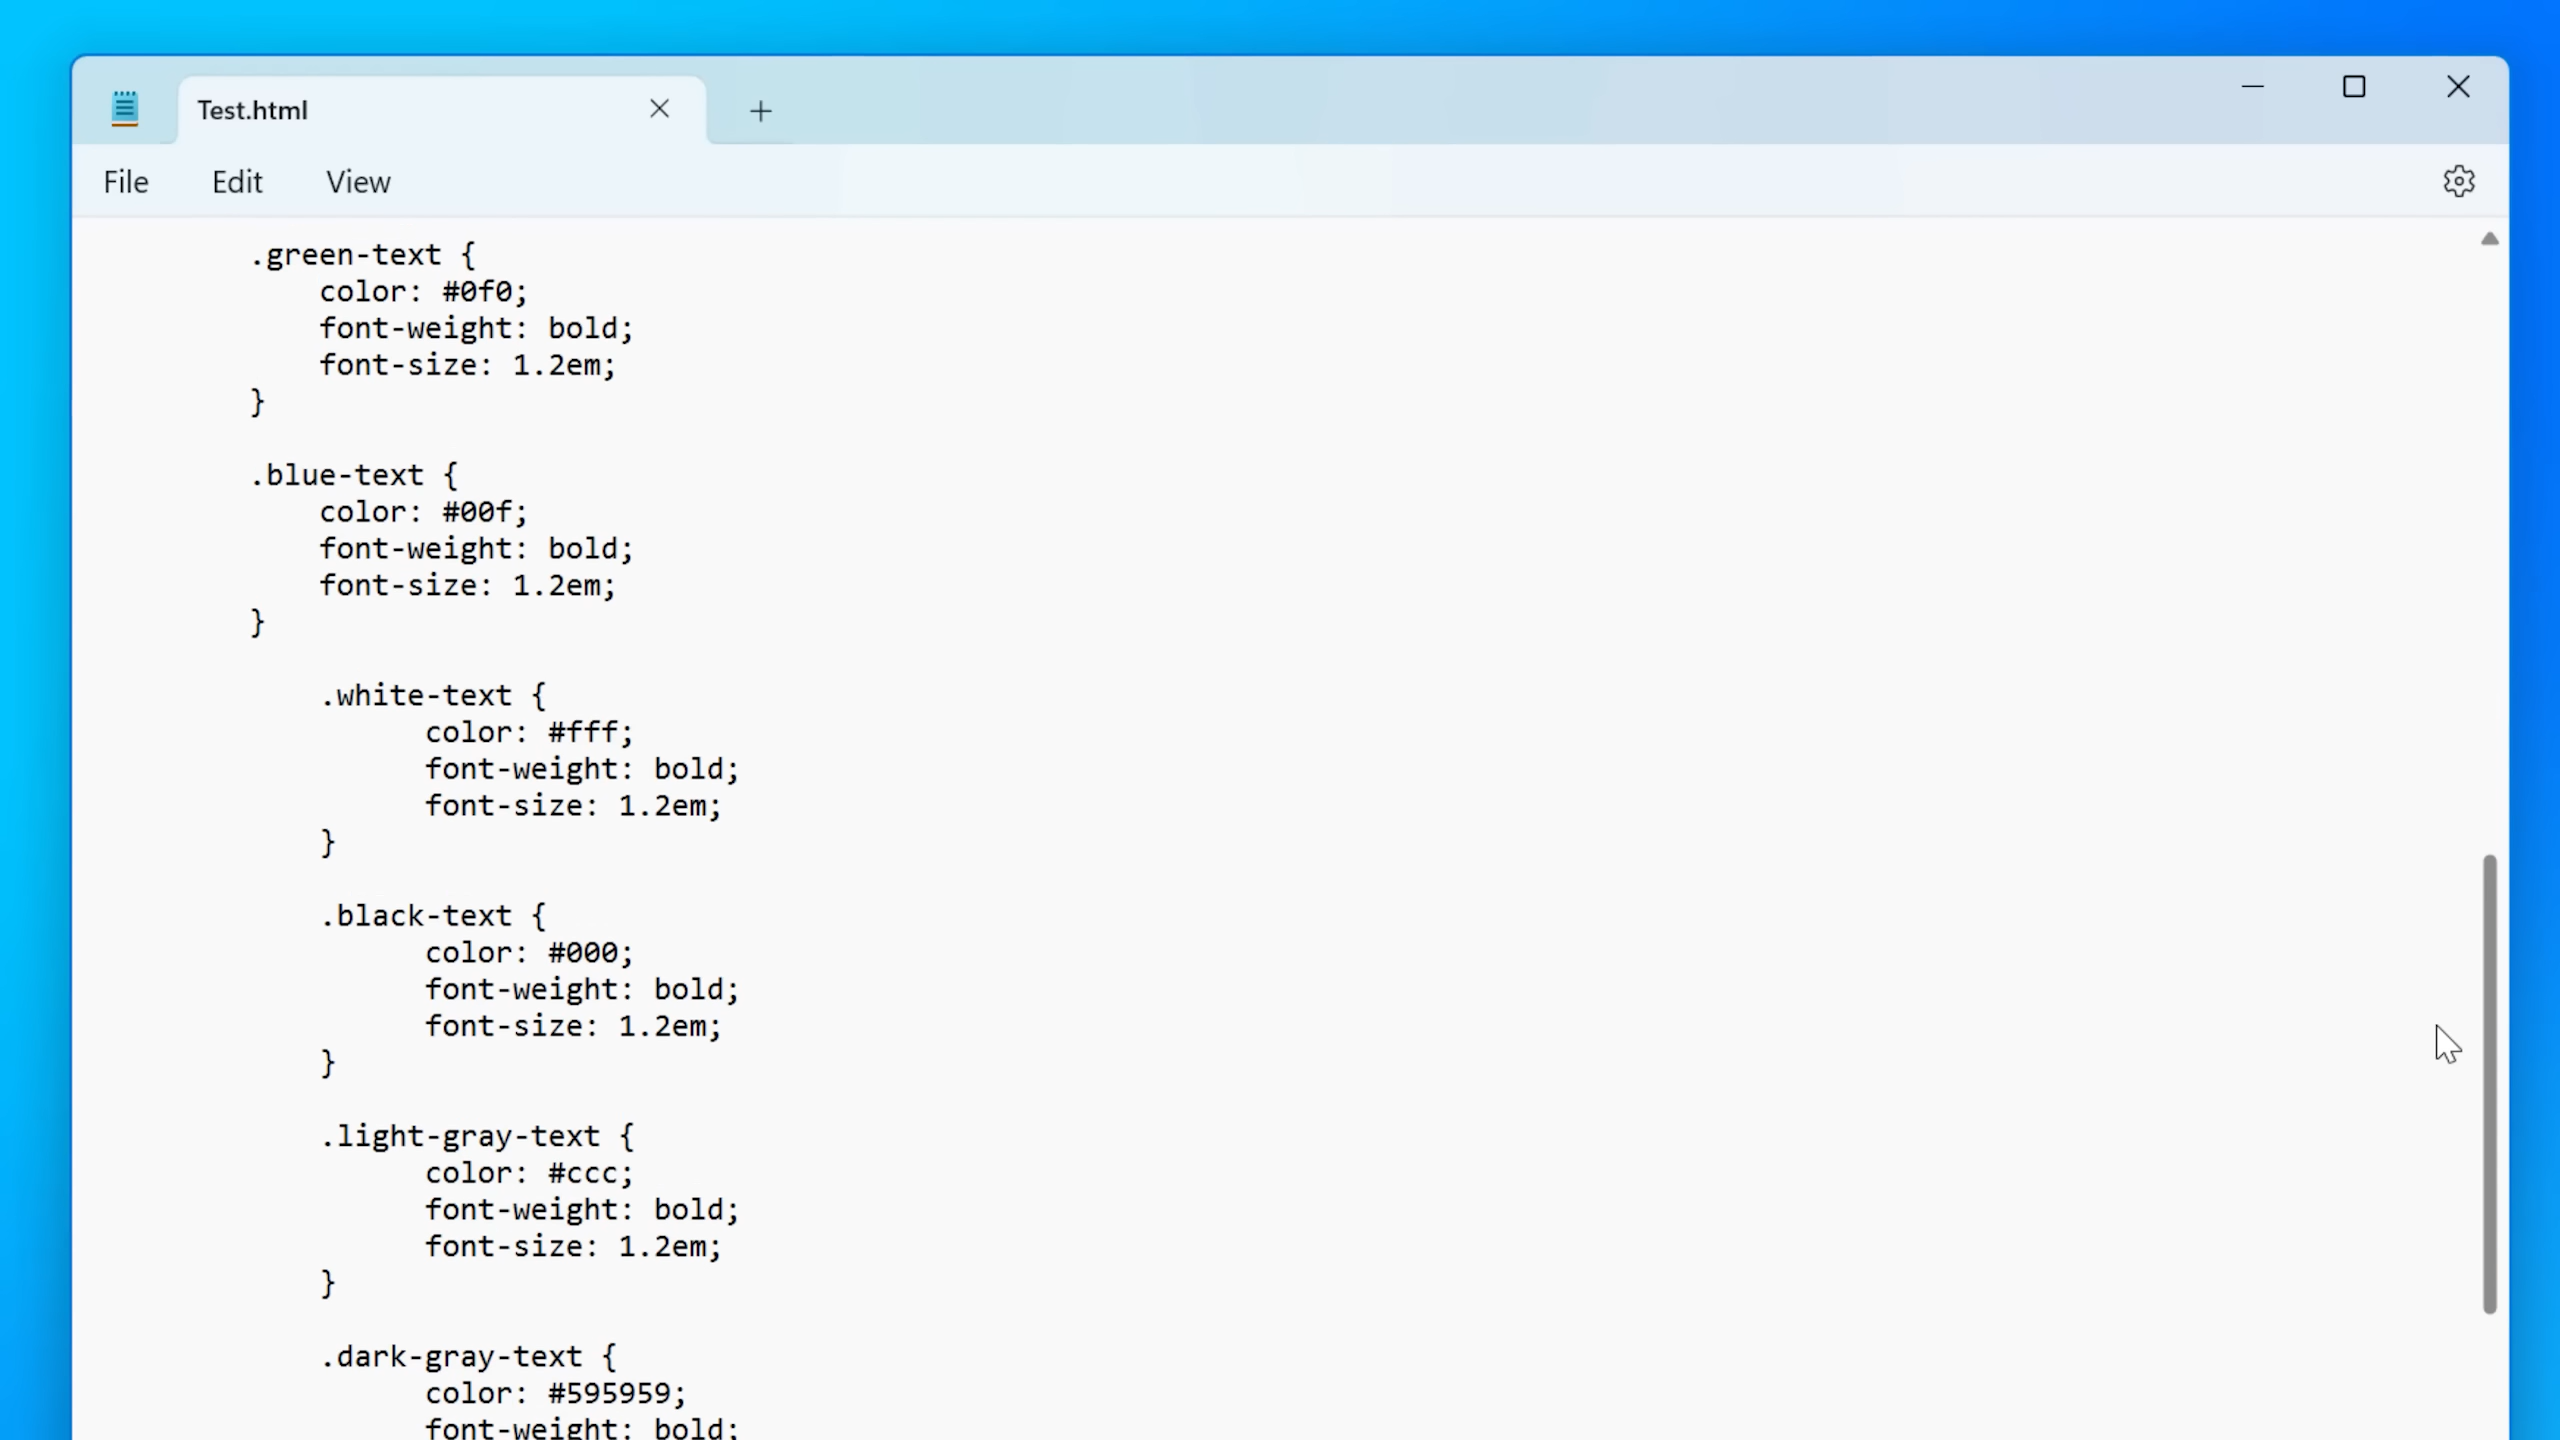 Test.html
File Edit View
.green-text {
color: #0f0;
font-weight: bold;
font-size: 1.2em;
}
.blue-text {
color: #00f;
font-weight: bold;
font-size: 1.2em;
}
.white-text {
color: #fff;
font-weight: bold;
font-size: 1.2em;
}
.black-text {
color: #000;
font-weight: bold;
font-size: 1.2em;
}
.light-gray-text {
color: #ccc;
font-weight: bold;
font-size: 1.2em;
}
.dark-gray-text {
color: #595959;
font-weight: bold;